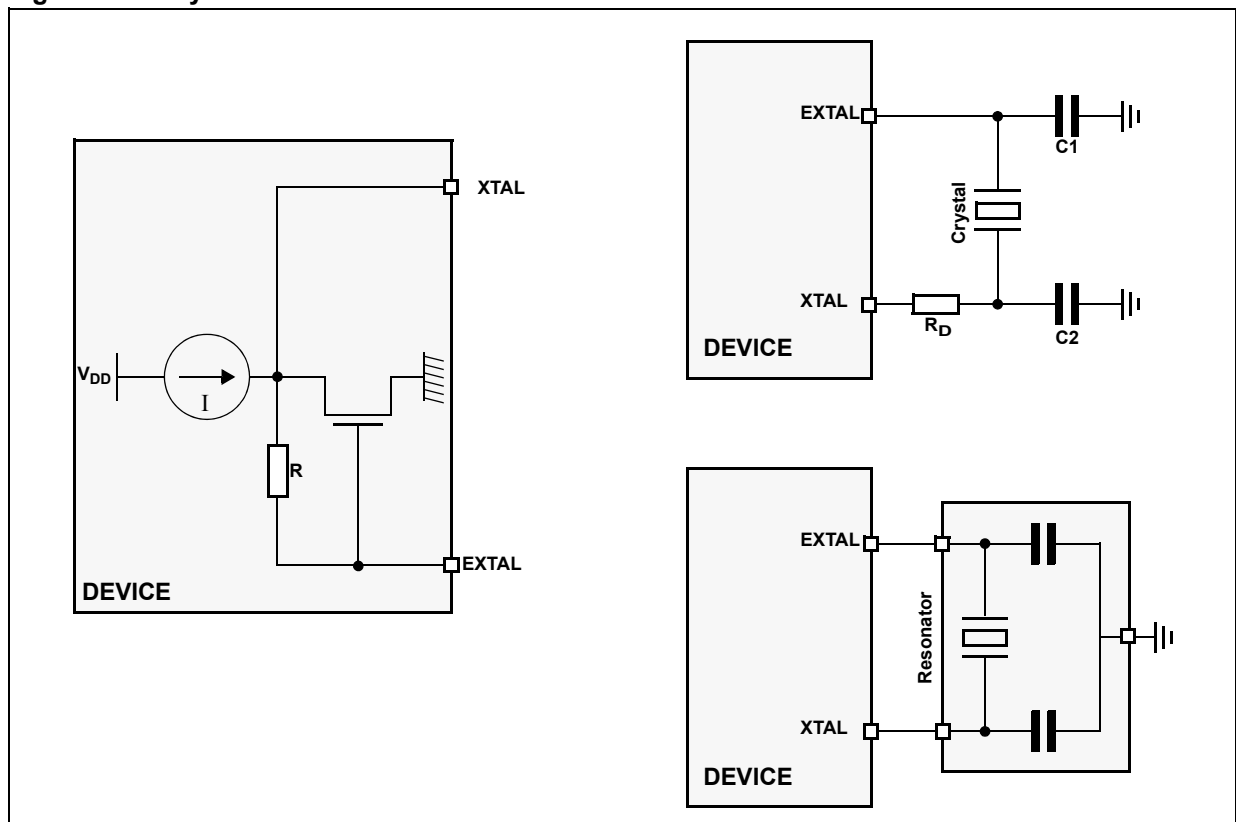 XTAL
VDD
I
R
EXTAL
DEVICE
EXTAL
C1
Crystal
XTAL
RD
C2
DEVICE
EXTAL
Resonator
XTAL
DEVICE